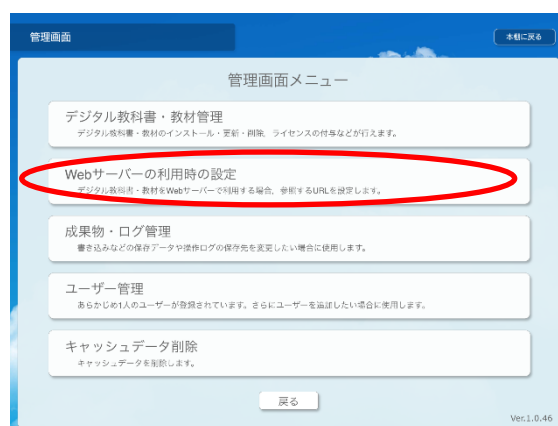 管理画面
本棚に戻る
管理画面メニュー
デジタル教科書・教材管理
デジタル教科書・教材のインストール・更新・削除、ライセンスの付与などが行えます。
Webサーバーの利用時の設定
デジタル教科書・教材をWebサーバーで利用する場合、参照するURLを設定します。
成果物・ログ管理
書き込みなどの保存データや操作ログの保存先を変更したい場合に使用します。
ユーザー管理
あらかじめ1人のユーザーが登録されています。さらにユーザーを追加したい場合に使用します。
キャッシュデータ削除
キャッシュデータを削除します。
戻る
Ver.1.0.46